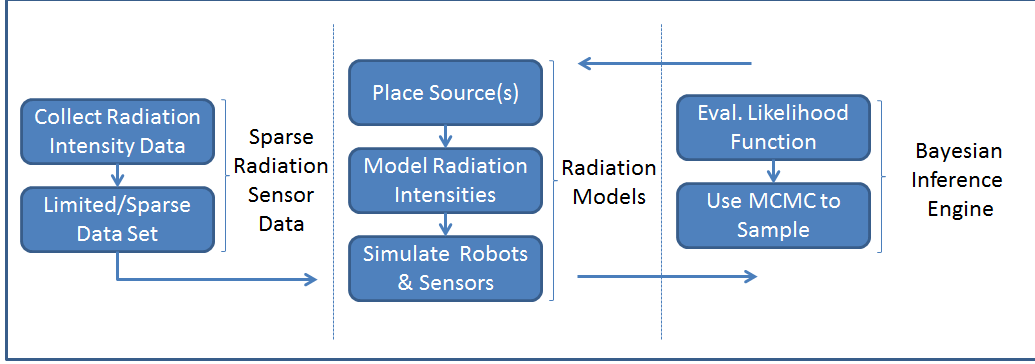 Collect Radiation
Intensity Data
Limited/Sparse
Data Set
Sparse
Radiation
Sensor
Data
Place Source(s)
Model Radiation
Intensities
Simulate Robots
& Sensors
Radiation
Models
Eval. Likelihood
Function
Use MCMC to
Sample
Bayesian
Inference
Engine